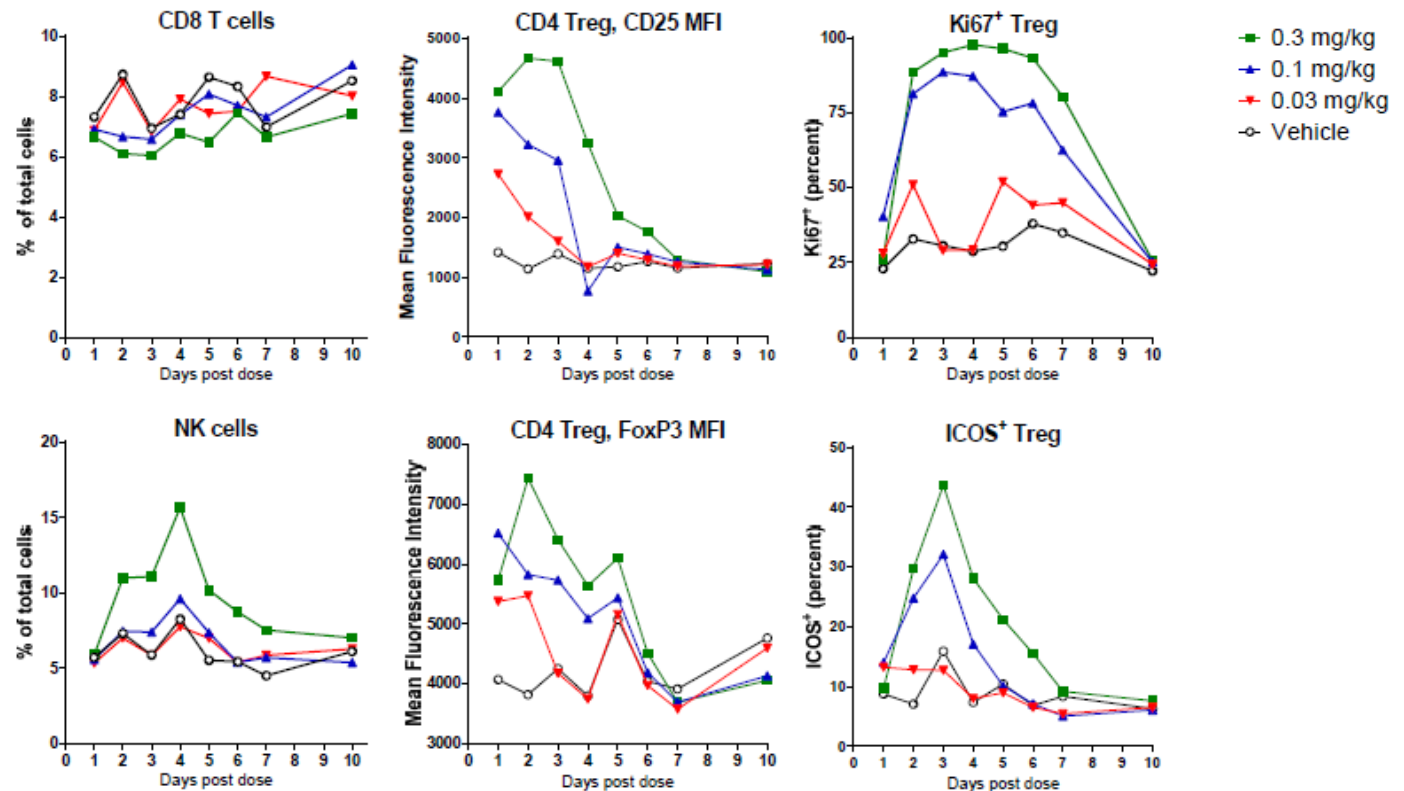 CD8 T cells
% of total cells
10
8
6
4
2
0
0 1 2 3 4 5 6 7 8 9 10
Days post dose
CD4 Treg, CD25 MFI
Mean Fluorescence Intensity
5000
4000
3000
2000
1000
0
0 1 2 3 4 5 6 7 8 9 10
Days post dose
Ki67+ Treg
Ki67+ (percent)
100
75
50
25
0
0 1 2 3 4 5 6 7 8 9 10
Days post dose
0.3 mg/kg
0.1 mg/kg
0.03 mg/kg
Vehicle
NK cells
% of total cells
20
15
10
5
0
0 1 2 3 4 5 6 7 8 9 10
Days post dose
CD4 Treg, FoxP3 MFI
Mean Fluorescence Intensity
8000
7000
6000
5000
4000
3000
0 1 2 3 4 5 6 7 8 9 10
Days post dose
ICOS+ Treg
ICOS+ (percent)
50
40
30
20
10
0
0 1 2 3 4 5 6 7 8 9 10
Days post dose